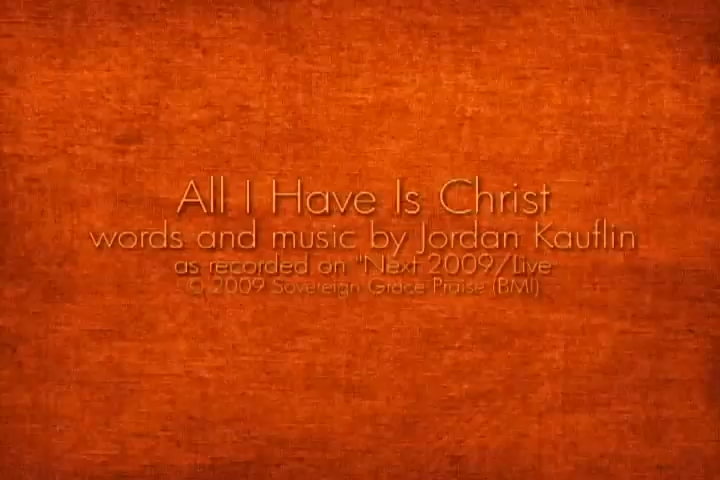 All I Have Is Christ
words and music by Jordan Kauflin
as recorded on "Next 2009/Live
© 2009 Sovereign Grace Praise (BMI)